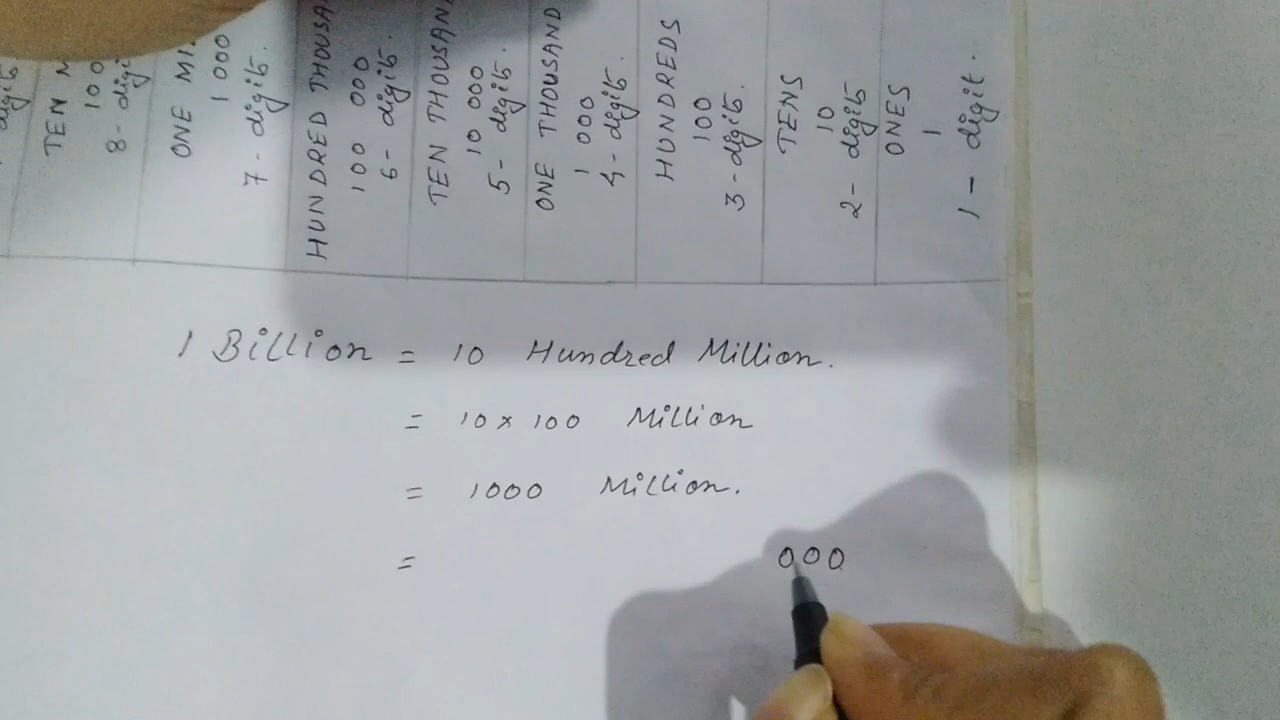 digits
TEN M
100
8 - digi
ONE MI
1 000
7 - digits.
HUNDRED THOUSA
100 000
6 - digits.
TEN THOUSAN
10 000
5 - digits.
ONE THOUSAND
1 000
4 - digits.
HUNDREDS
100
3 - digits.
TENS
10
2 - digits
ONES
1
1 - digit.
1 Billion = 10 Hundred Million.
= 10 x 100 Million
= 1000 Million.
= 000